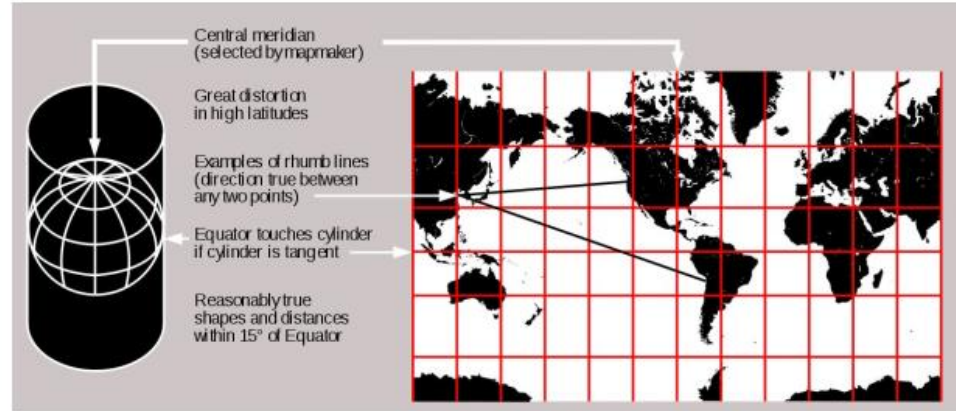 Central meridian
(selected by mapmaker)
Great distortion
in high latitudes
Examples of rhumb lines
(direction true between
any two points)
Equator touches cylinder
if cylinder is tangent
Reasonably true
shapes and distances
within 15° of Equator